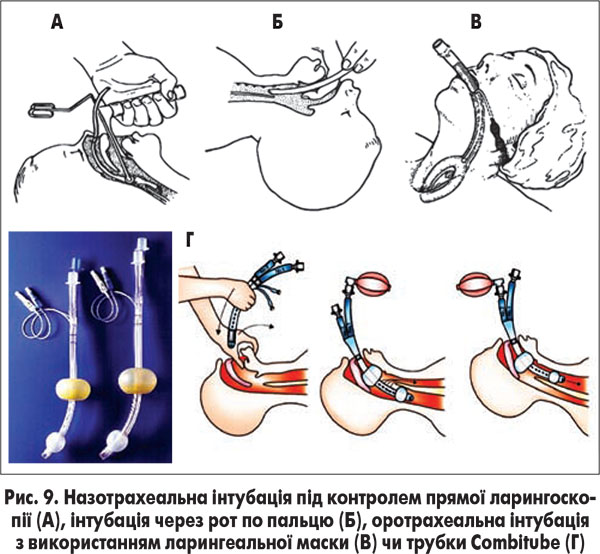 А
Б
В
Г
Рис. 9. Назотрахеальна інтубація під контролем прямої ларингоско-
пії (А), інтубація через рот по пальцю (Б), оротрахеальна інтубація
з використанням ларингеальної маски (В) чи трубки Combitube (Г)